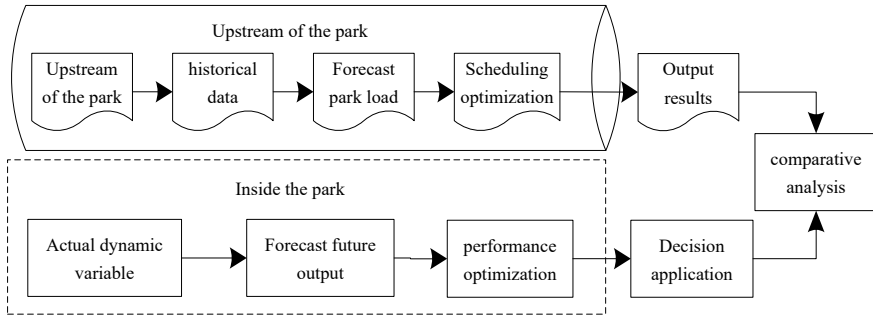 Upstream of the park
Upstream
of the park
historical
data
Forecast
park load
Scheduling
optimization
Output
results
comparative
analysis
Inside the park
Actual dynamic
variable
Forecast future
output
performance
optimization
Decision
application